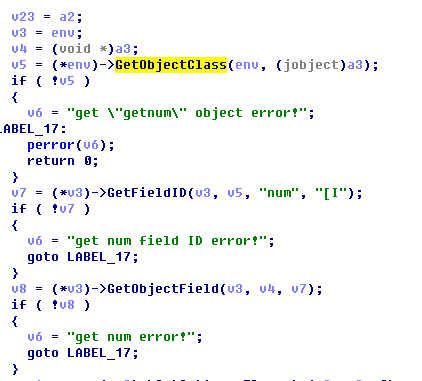 v23 = a2;
v3 = env;
v4 = (void *)a3;
v5 = (*env)->GetObjectClass(env, (jobject)a3);
if ( !v5 )
{
v6 = "get \"getnum\" object error!";
LABEL_17:
perror(v6);
return 0;
}
v7 = (*v3)->GetFieldID(v3, v5, "num", "[I");
if ( !v7 )
{
v6 = "get num field ID error!";
goto LABEL_17;
}
v8 = (*v3)->GetObjectField(v3, v4, v7);
if ( !v8 )
{
v6 = "get num error!";
goto LABEL_17;
}